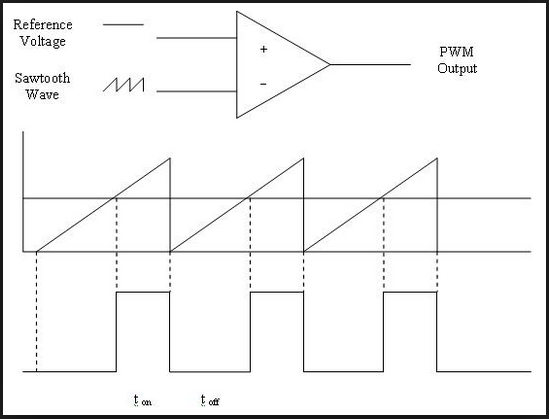 Reference
Voltage
+
PWM
Output
Sawtooth
Wave
−
t on
t off